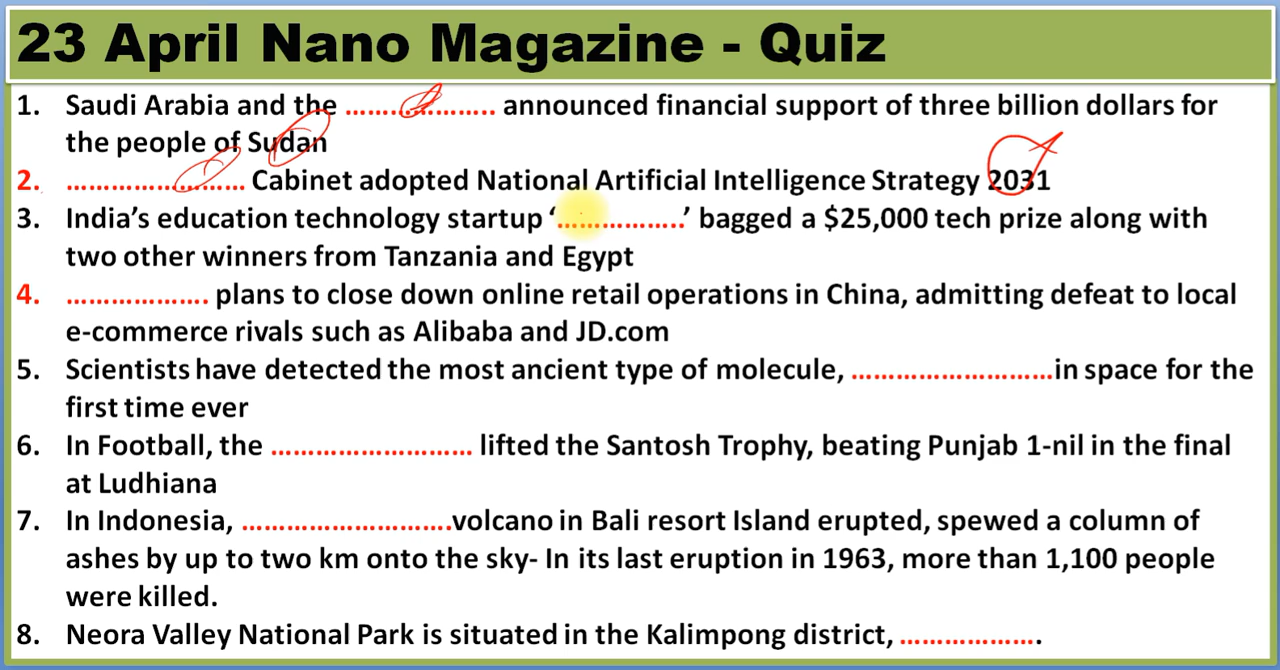 23 April Nano Magazine - Quiz
1. Saudi Arabia and the .................... announced financial support of three billion dollars for
the people of Sudan
2. ........................ Cabinet adopted National Artificial Intelligence Strategy 2031
3. India’s education technology startup ‘.................’ bagged a $25,000 tech prize along with
two other winners from Tanzania and Egypt
4. ................... plans to close down online retail operations in China, admitting defeat to local
e-commerce rivals such as Alibaba and JD.com
5. Scientists have detected the most ancient type of molecule, ...........................in space for the
first time ever
6. In Football, the ........................... lifted the Santosh Trophy, beating Punjab 1-nil in the final
at Ludhiana
7. In Indonesia, ............................volcano in Bali resort Island erupted, spewed a column of
ashes by up to two km onto the sky- In its last eruption in 1963, more than 1,100 people
were killed.
8. Neora Valley National Park is situated in the Kalimpong district, ...................